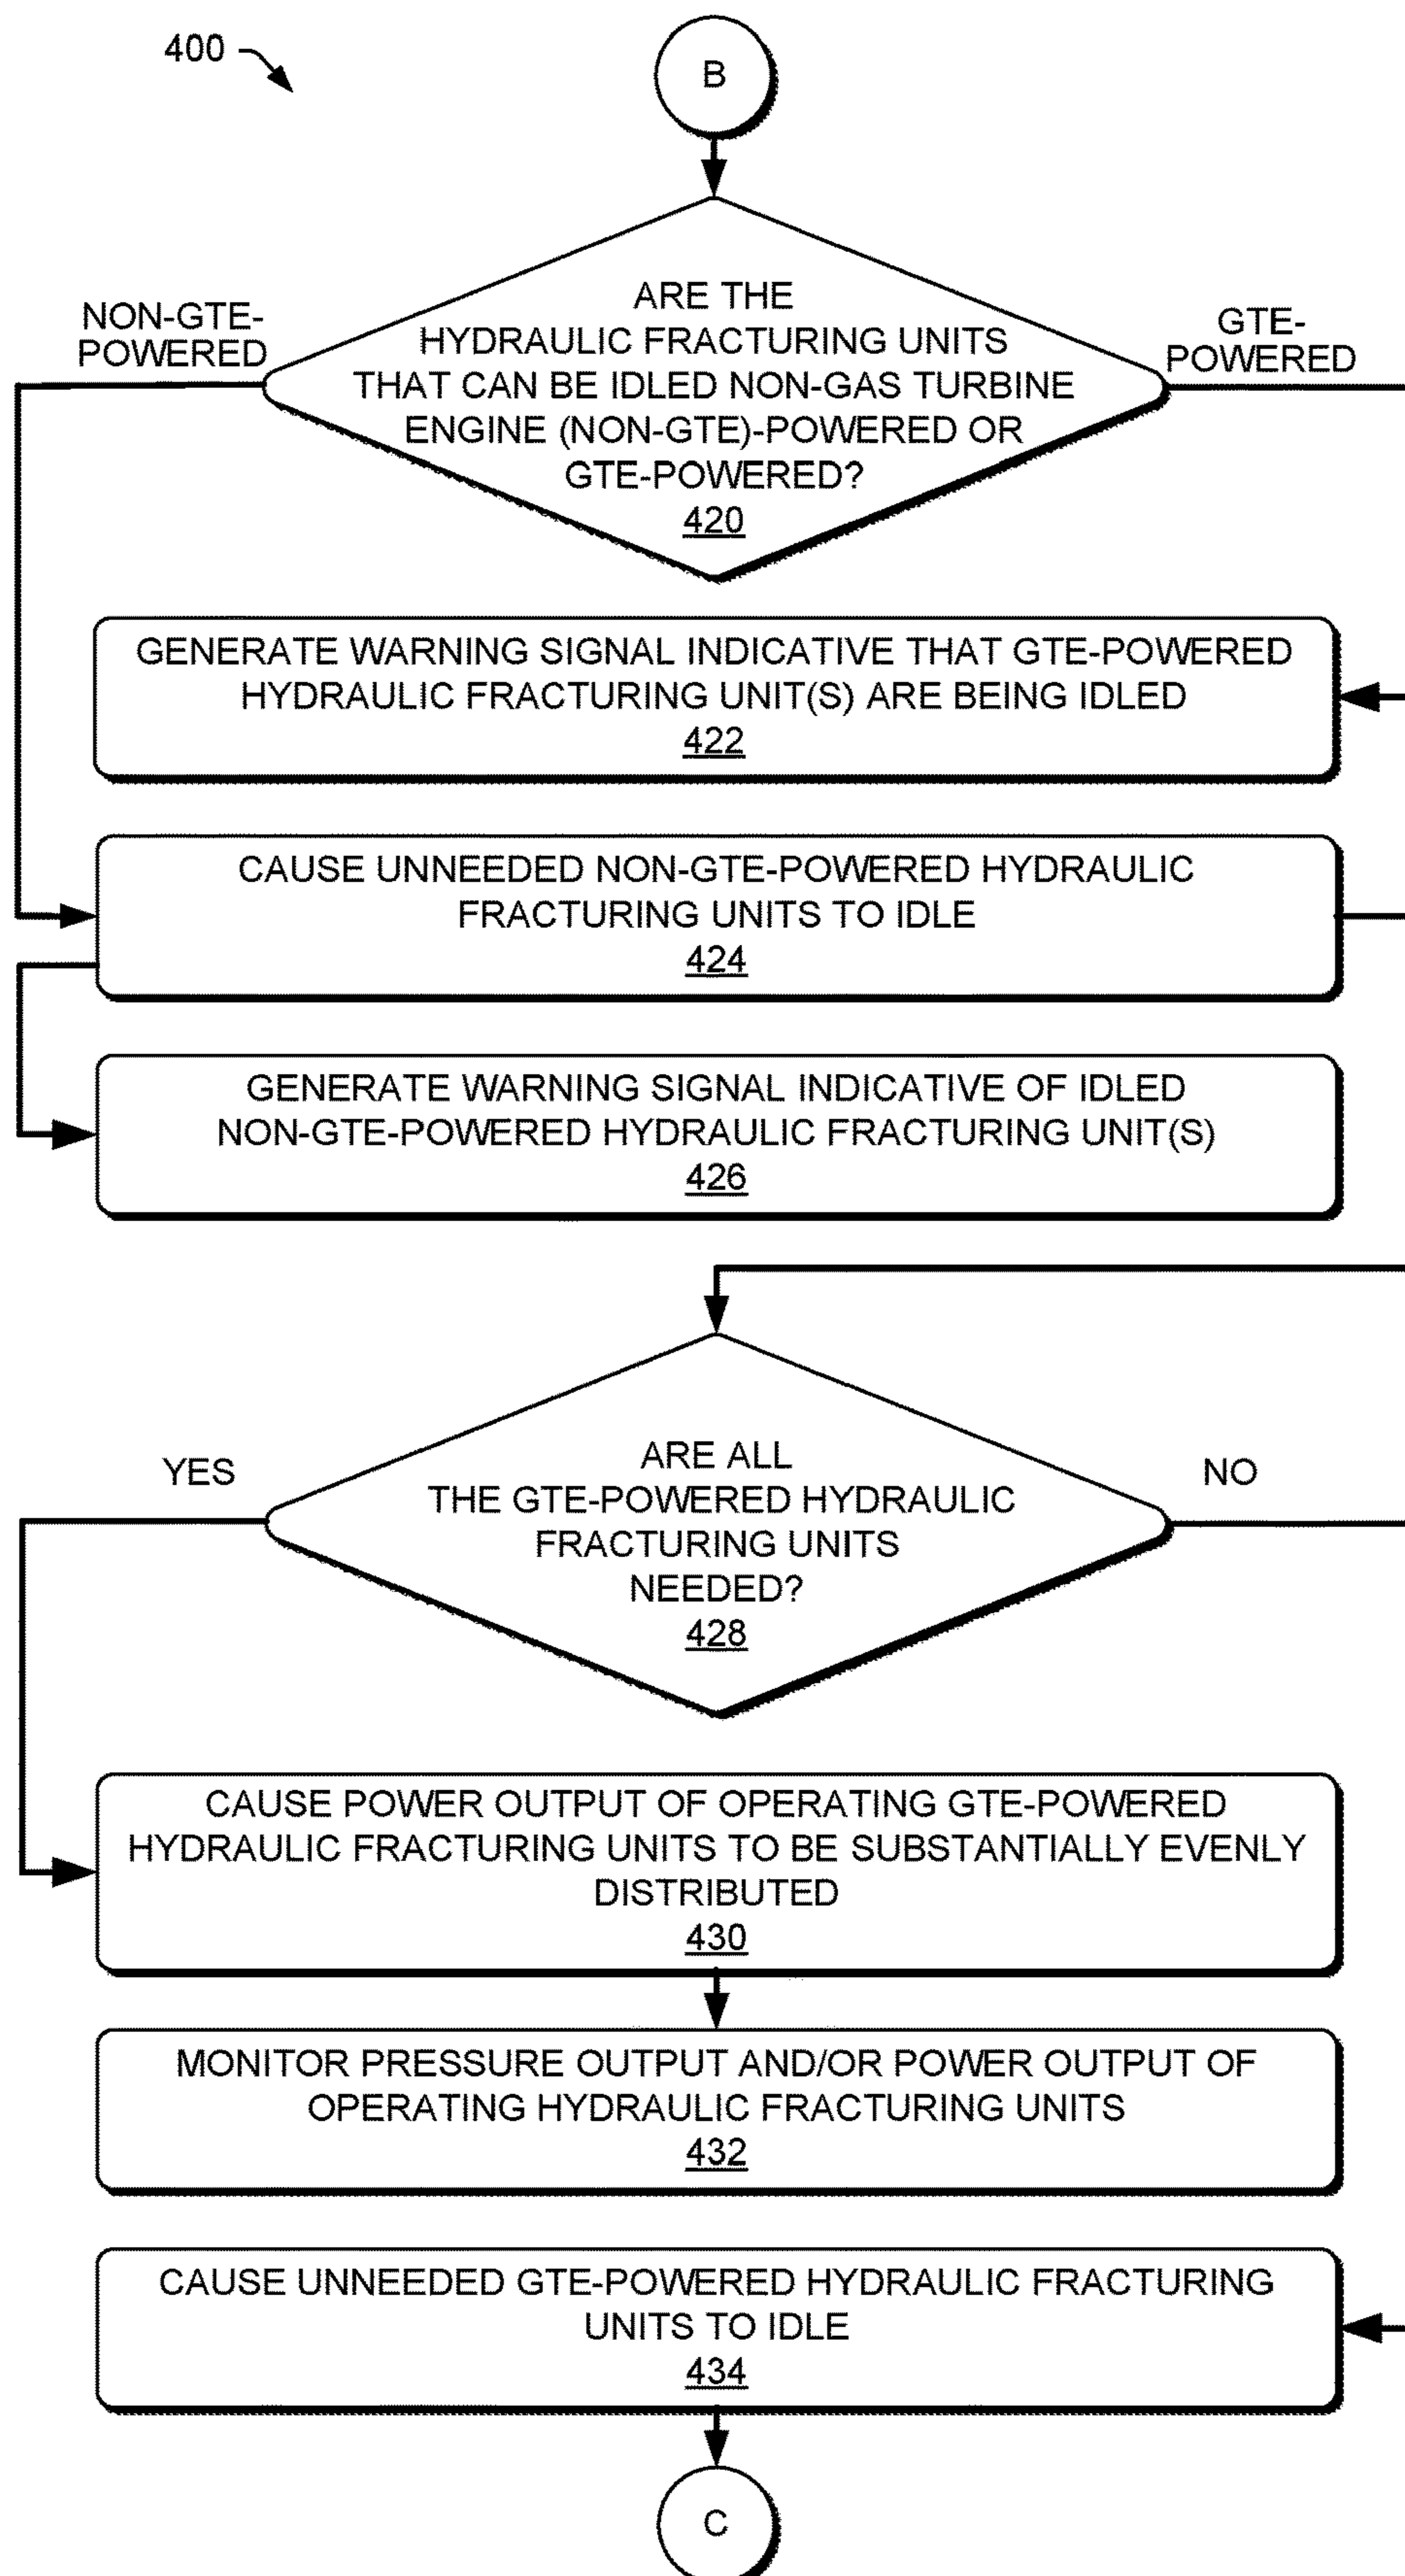 400
B
NON-GTE-
POWERED
GTE-
POWERED
ARE THE
HYDRAULIC FRACTURING UNITS
THAT CAN BE IDLED NON-GAS TURBINE
ENGINE (NON-GTE)-POWERED OR
GTE-POWERED?
420
GENERATE WARNING SIGNAL INDICATIVE THAT GTE-POWERED
HYDRAULIC FRACTURING UNIT(S) ARE BEING IDLED
422
CAUSE UNNEEDED NON-GTE-POWERED HYDRAULIC
FRACTURING UNITS TO IDLE
424
GENERATE WARNING SIGNAL INDICATIVE OF IDLED
NON-GTE-POWERED HYDRAULIC FRACTURING UNIT(S)
426
YES
NO
ARE ALL
THE GTE-POWERED HYDRAULIC
FRACTURING UNITS
NEEDED?
428
CAUSE POWER OUTPUT OF OPERATING GTE-POWERED
HYDRAULIC FRACTURING UNITS TO BE SUBSTANTIALLY EVENLY
DISTRIBUTED
430
MONITOR PRESSURE OUTPUT AND/OR POWER OUTPUT OF
OPERATING HYDRAULIC FRACTURING UNITS
432
CAUSE UNNEEDED GTE-POWERED HYDRAULIC FRACTURING
UNITS TO IDLE
434
C